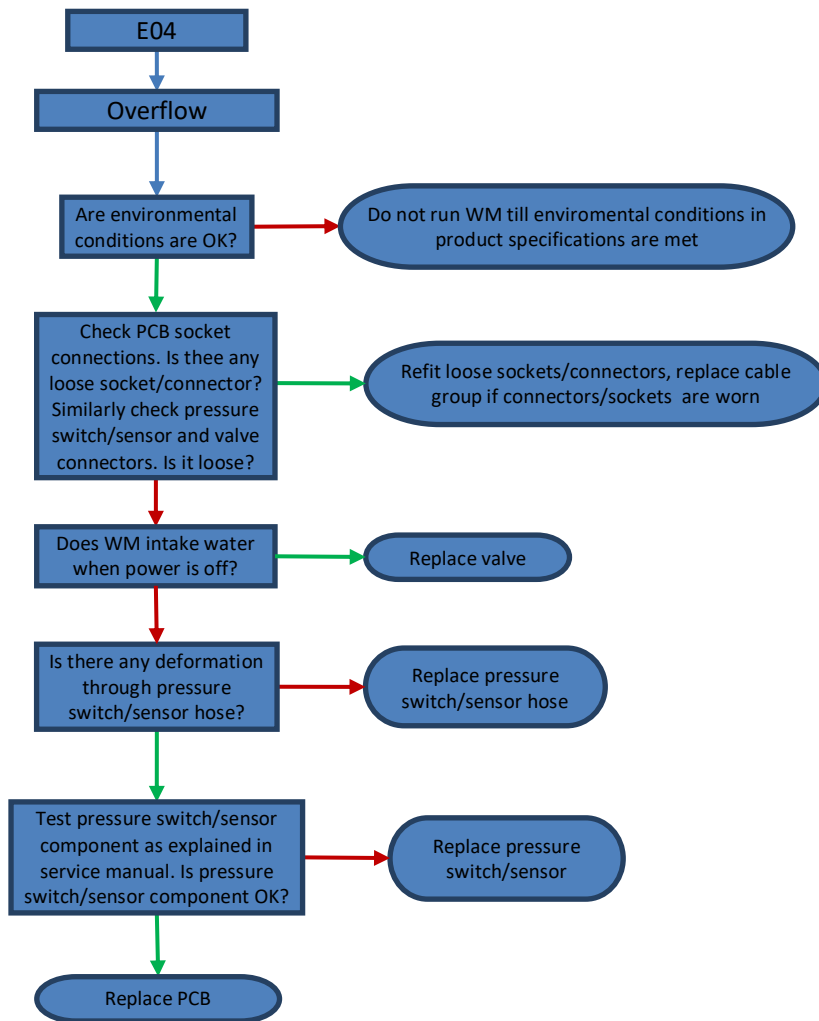 E04
Overflow
Are environmental
conditions are OK?
Do not run WM till enviromental conditions in
product specifications are met
Check PCB socket
connections. Is thee any
loose socket/connector?
Similarly check pressure
switch/sensor and valve
connectors. Is it loose?
Refit loose sockets/connectors, replace cable
group if connectors/sockets are worn
Does WM intake water
when power is off?
Replace valve
Is there any deformation
through pressure
switch/sensor hose?
Replace pressure
switch/sensor hose
Test pressure switch/sensor
component as explained in
service manual. Is pressure
switch/sensor component OK?
Replace pressure
switch/sensor
Replace PCB